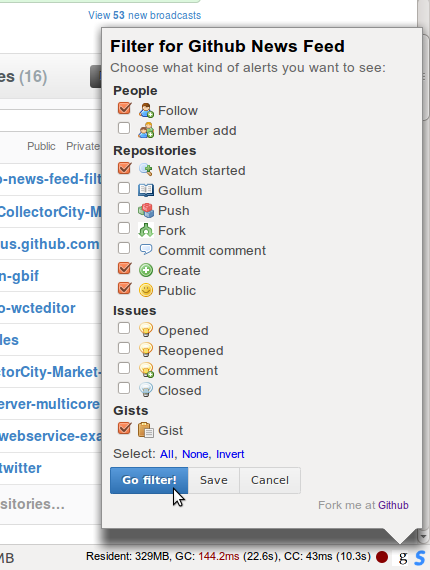 View 53 new broadcasts
Filter for Github News Feed
Choose what kind of alerts you want to see:
es (16)
People
Follow
Member add
Public Private
Repositories
Watch started
o-news-feed-filt
Gollum
CollectorCity-M
Push
Fork
us.github.com
Commit comment
n-gbif
Create
Public
o-wcteditor
Issues
Opened
les
Reopened
torCity-Market-
Comment
Closed
erver-multicore
Gists
Gist
webservice-exa
Select: All, None, Invert
twitter
Go filter! Save Cancel
sitories...
Fork me at Github
MB
Resident: 329MB, GC: 144.2ms (22.6s), CC: 43ms (10.3s) g S